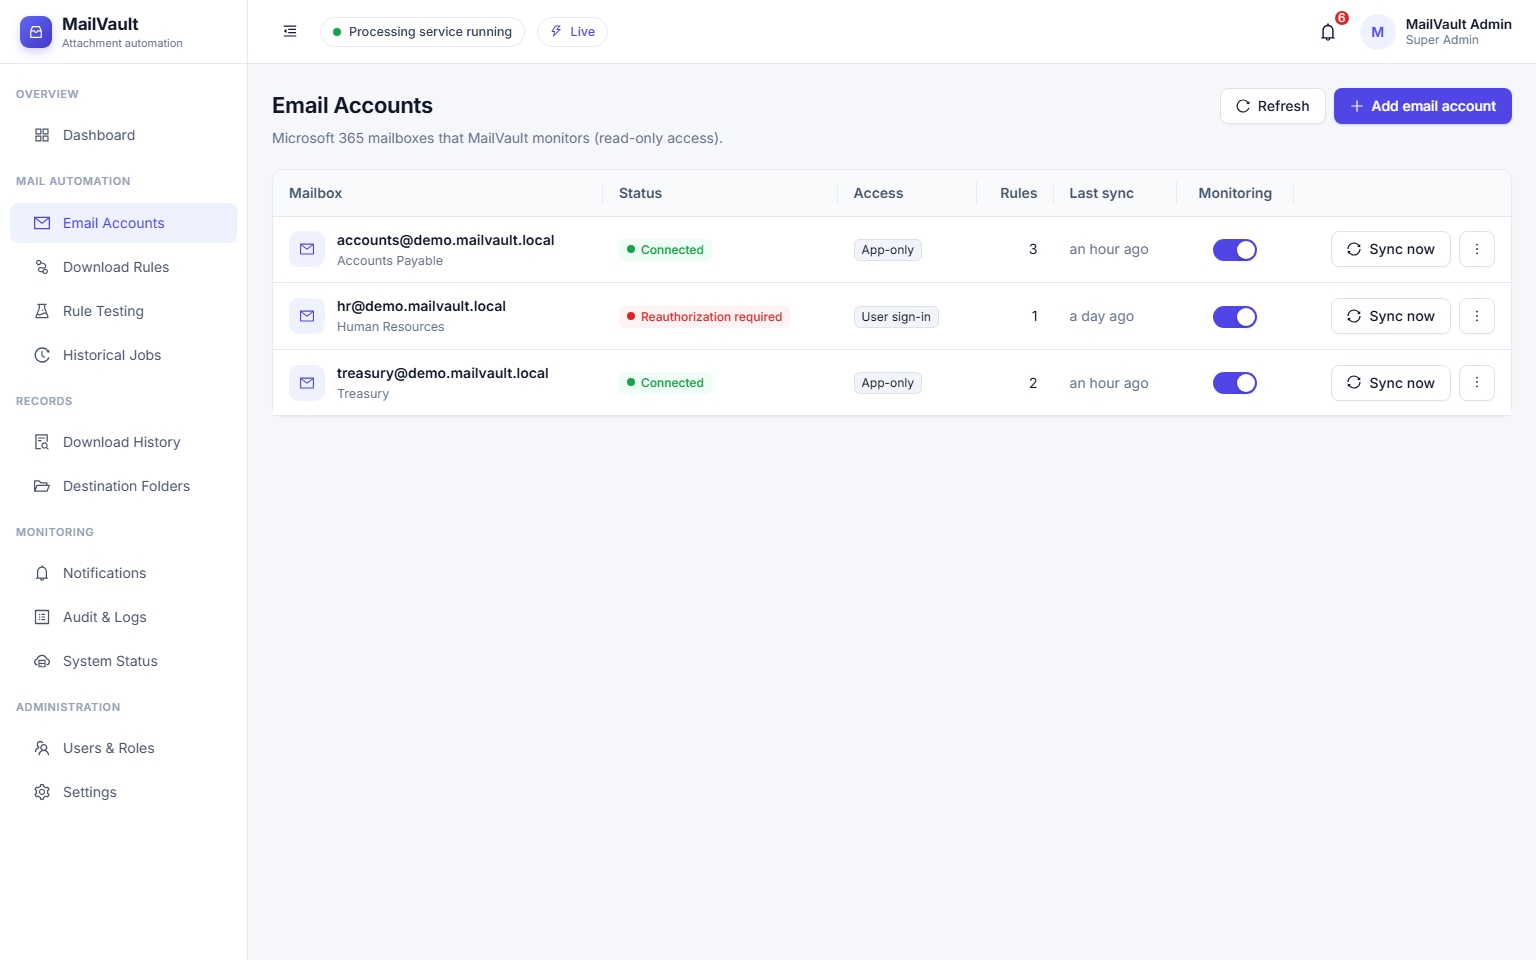 MailVault
Attachment automation
Processing service running
Live
6
M
MailVault Admin
Super Admin
OVERVIEW
Dashboard
MAIL AUTOMATION
Email Accounts
Download Rules
Rule Testing
Historical Jobs
RECORDS
Download History
Destination Folders
MONITORING
Notifications
Audit & Logs
System Status
ADMINISTRATION
Users & Roles
Settings
Email Accounts
Microsoft 365 mailboxes that MailVault monitors (read-only access).
Refresh
Add email account
Mailbox Status Access Rules Last sync Monitoring
accounts@demo.mailvault.local
Accounts Payable
Connected App-only 3 an hour ago Sync now
hr@demo.mailvault.local
Human Resources
Reauthorization required User sign-in 1 a day ago Sync now
treasury@demo.mailvault.local
Treasury
Connected App-only 2 an hour ago Sync now